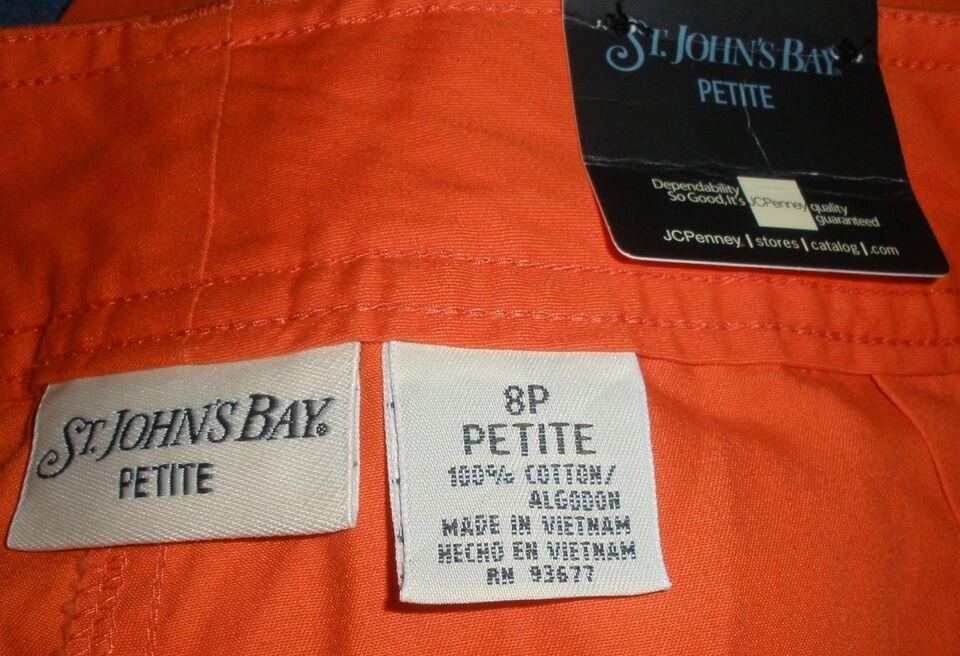 ST. JOHN'S BAY®
PETITE
Dependability
So Good, It's JCPenney quality
guaranteed
JCPenney | stores | catalog | .com
ST. JOHN'S BAY®
PETITE
8P
PETITE
100% COTTON/
ALGODON
MADE IN VIETNAM
HECHO EN VIETNAM
RN 93677